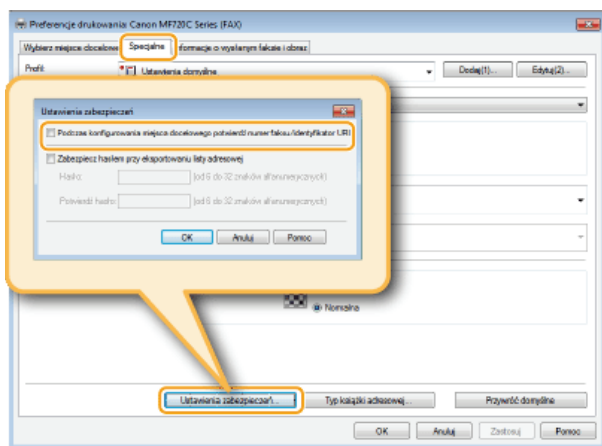 Preferencje drukowania: Canon MF720C Series (FAX)
Wybierz miejsce docelowe
Specjalne
Informacje o wysłanym faksie i obraz
Profil:
Ustawienia domyślne
Dodaj(1)...
Edytuj(2)...
Ustawienia zabezpieczeń
Podczas konfigurowania miejsca docelowego potwierdź numer faksu/identyfikator URI
Zabezpiecz hasłem przy eksportowaniu listy adresowej
Hasło:
(od 6 do 32 znaków alfanumerycznych)
Potwierdź hasło:
(od 6 do 32 znaków alfanumerycznych)
OK
Anuluj
Pomoc
Normalna
Ustawienia zabezpieczeń...
Typ książki adresowej...
Przywróć domyślne
OK
Anuluj
Zastosuj
Pomoc